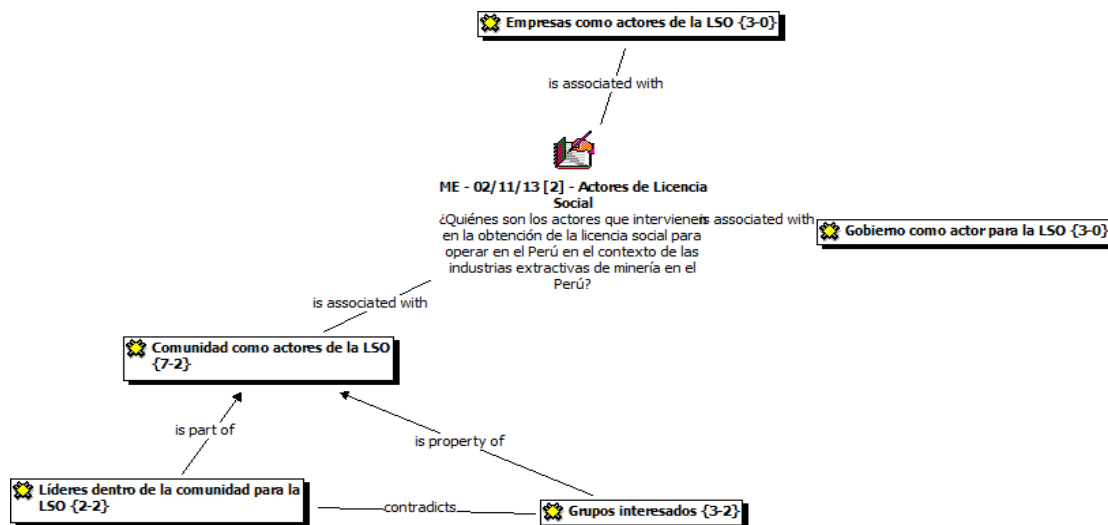 Empresas como actores de la LSO {3-0}
is associated with
ME - 02/11/13 [2] - Actores de Licencia
Social
¿Quiénes son los actores que intervienen
en la obtención de la licencia social para
operar en el Perú en el contexto de las
industrias extractivas de minería en el
Perú?
is associated with
Gobierno como actor para la LSO {3-0}
is associated with
Comunidad como actores de la LSO
{7-2}
is part of
is property of
Líderes dentro de la comunidad para la
LSO {2-2}
contradicts
Grupos interesados {3-2}